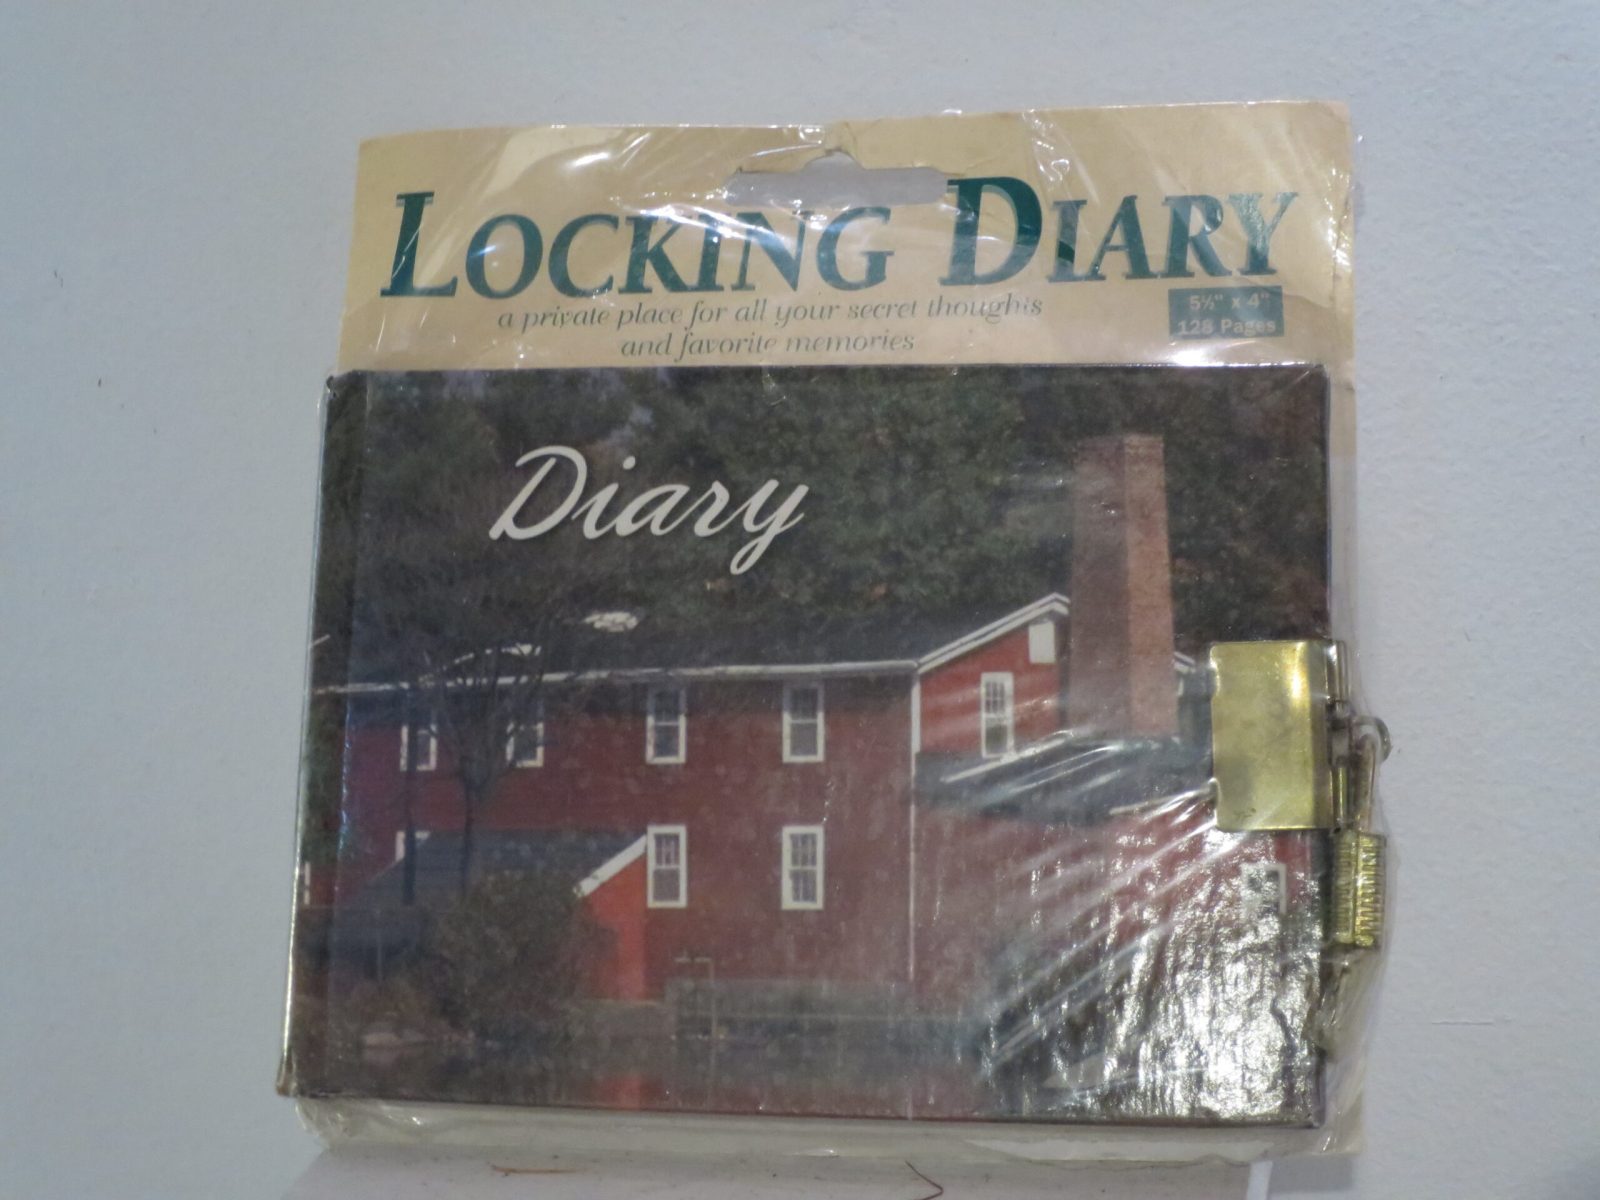 LOCKING DIARY
a private place for all your secret thoughts
and favorite memories
5½" x 4"
128 Pages
Diary